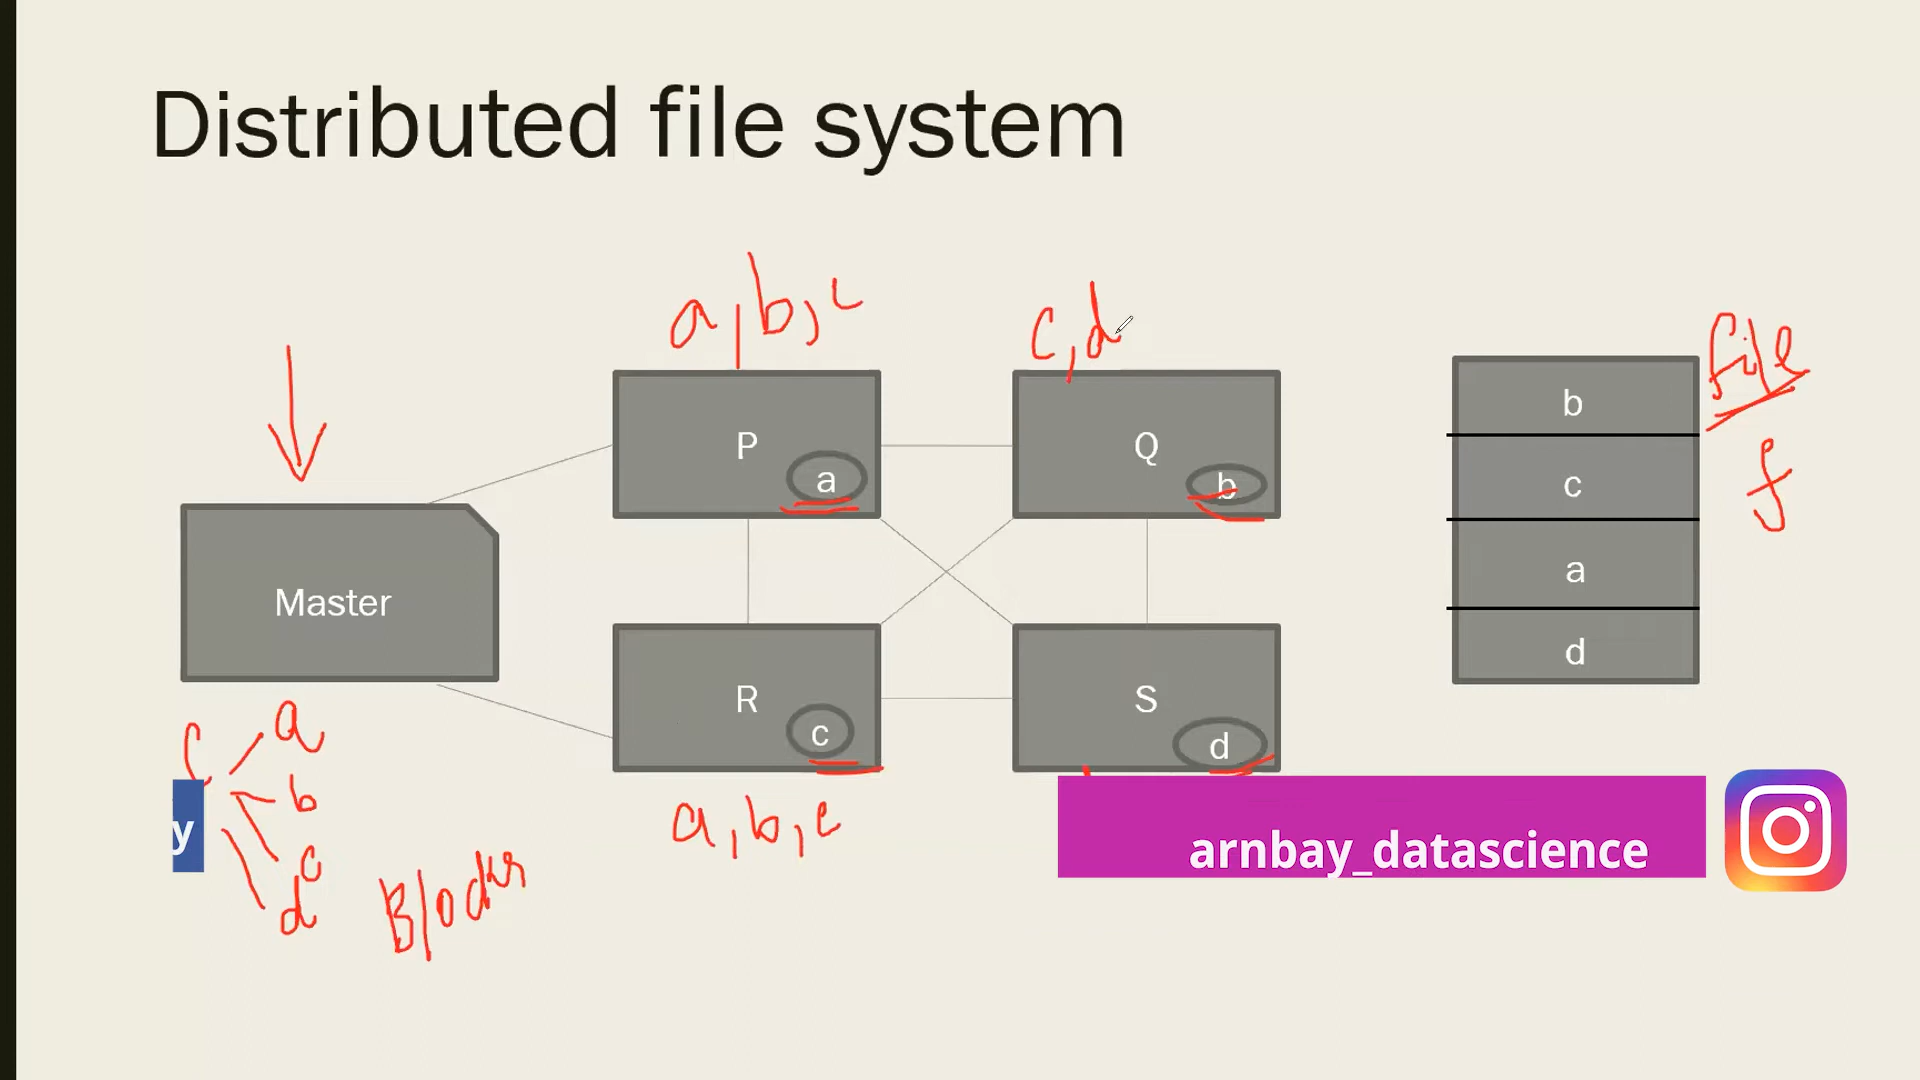 Distributed file system
a, b, c
c, d
File
f
P
a
Q
b
Master
R
c
S
d
b
c
a
d
a
b
c
d
Blocks
a, b, c
y
arnbay_datascience